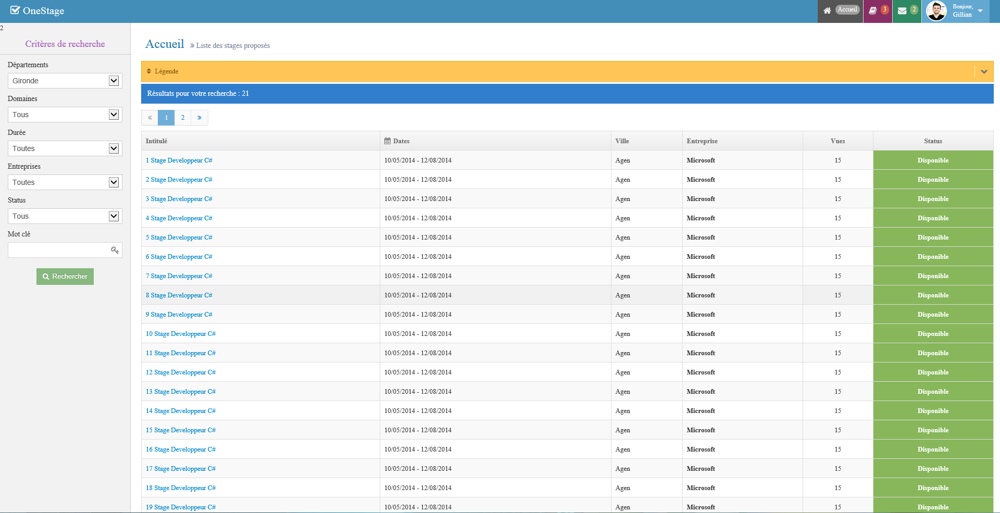 OneStage
Accueil
3
2
Bonjour,
Gillian
2
Critères de recherche
Départements
Gironde
Domaines
Tous
Durée
Toutes
Entreprises
Toutes
Status
Tous
Mot clé
Rechercher
Accueil » Liste des stages proposés
Légende
Résultats pour votre recherche : 21
« 1 2 »
Intitulé Dates Ville Entreprise Vues Status
1 Stage Developpeur C# 10/05/2014 - 12/08/2014 Agen Microsoft 15 Disponible
2 Stage Developpeur C# 10/05/2014 - 12/08/2014 Agen Microsoft 15 Disponible
3 Stage Developpeur C# 10/05/2014 - 12/08/2014 Agen Microsoft 15 Disponible
4 Stage Developpeur C# 10/05/2014 - 12/08/2014 Agen Microsoft 15 Disponible
5 Stage Developpeur C# 10/05/2014 - 12/08/2014 Agen Microsoft 15 Disponible
6 Stage Developpeur C# 10/05/2014 - 12/08/2014 Agen Microsoft 15 Disponible
7 Stage Developpeur C# 10/05/2014 - 12/08/2014 Agen Microsoft 15 Disponible
8 Stage Developpeur C# 10/05/2014 - 12/08/2014 Agen Microsoft 15 Disponible
9 Stage Developpeur C# 10/05/2014 - 12/08/2014 Agen Microsoft 15 Disponible
10 Stage Developpeur C# 10/05/2014 - 12/08/2014 Agen Microsoft 15 Disponible
11 Stage Developpeur C# 10/05/2014 - 12/08/2014 Agen Microsoft 15 Disponible
12 Stage Developpeur C# 10/05/2014 - 12/08/2014 Agen Microsoft 15 Disponible
13 Stage Developpeur C# 10/05/2014 - 12/08/2014 Agen Microsoft 15 Disponible
14 Stage Developpeur C# 10/05/2014 - 12/08/2014 Agen Microsoft 15 Disponible
15 Stage Developpeur C# 10/05/2014 - 12/08/2014 Agen Microsoft 15 Disponible
16 Stage Developpeur C# 10/05/2014 - 12/08/2014 Agen Microsoft 15 Disponible
17 Stage Developpeur C# 10/05/2014 - 12/08/2014 Agen Microsoft 15 Disponible
18 Stage Developpeur C# 10/05/2014 - 12/08/2014 Agen Microsoft 15 Disponible
19 Stage Developpeur C# 10/05/2014 - 12/08/2014 Agen Microsoft 15 Disponible